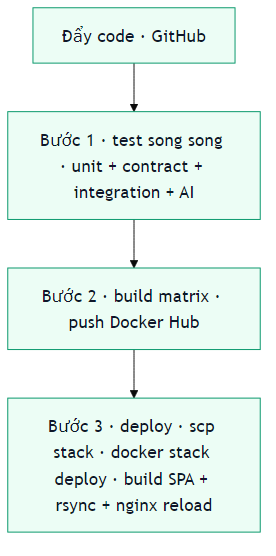 Đẩy code · GitHub
Bước 1 · test song song
· unit + contract +
integration + AI
Bước 2 · build matrix ·
push Docker Hub
Bước 3 · deploy · scp
stack · docker stack
deploy · build SPA +
rsync + nginx reload